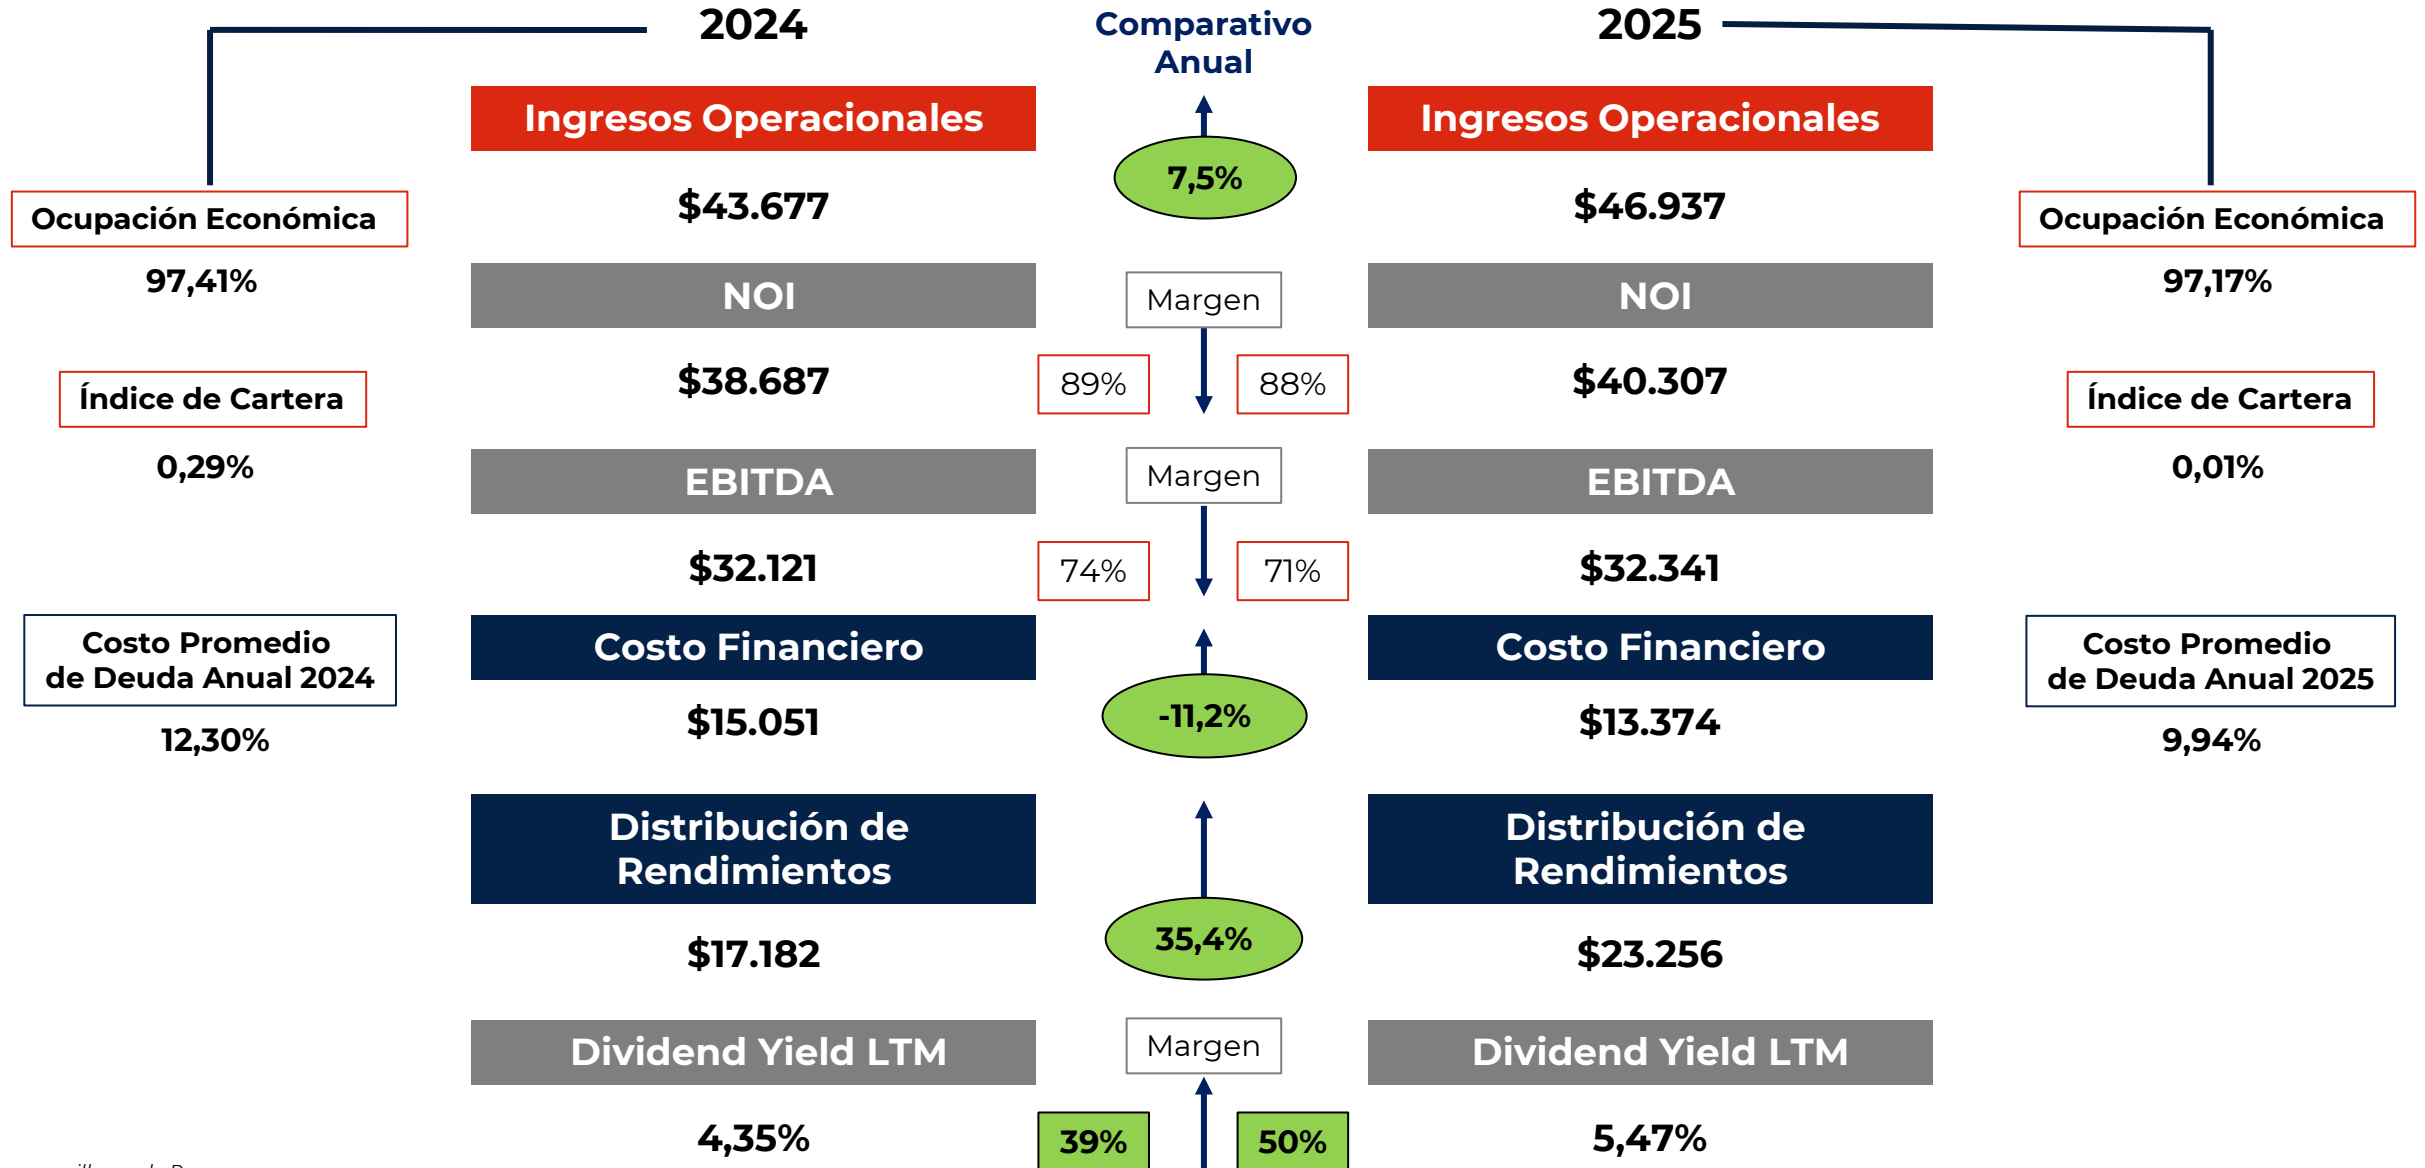 2024
Comparativo
Anual
2025
Ingresos Operacionales
Ingresos Operacionales
7,5%
$43.677
$46.937
Ocupación Económica
97,41%
Ocupación Económica
97,17%
NOI
Margen
NOI
$38.687
89%
88%
$40.307
Índice de Cartera
0,29%
Índice de Cartera
0,01%
EBITDA
Margen
EBITDA
$32.121
74%
71%
$32.341
Costo Promedio
de Deuda Anual 2024
12,30%
Costo Financiero
Costo Financiero
Costo Promedio
de Deuda Anual 2025
9,94%
$15.051
-11,2%
$13.374
Distribución de
Rendimientos
Distribución de
Rendimientos
$17.182
35,4%
$23.256
Dividend Yield LTM
Margen
Dividend Yield LTM
4,35%
39%
50%
5,47%